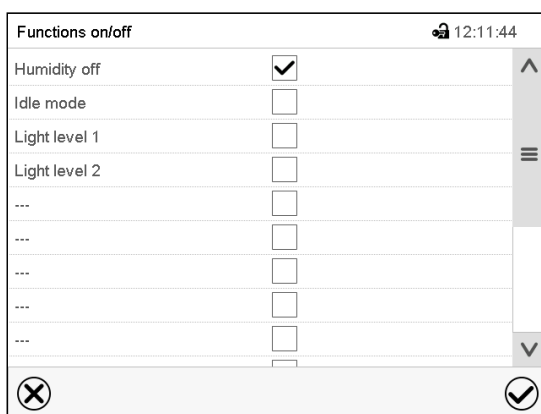 Functions on/off 12:11:44
Humidity off
Idle mode
Light level 1
Light level 2
---
---
---
---
---